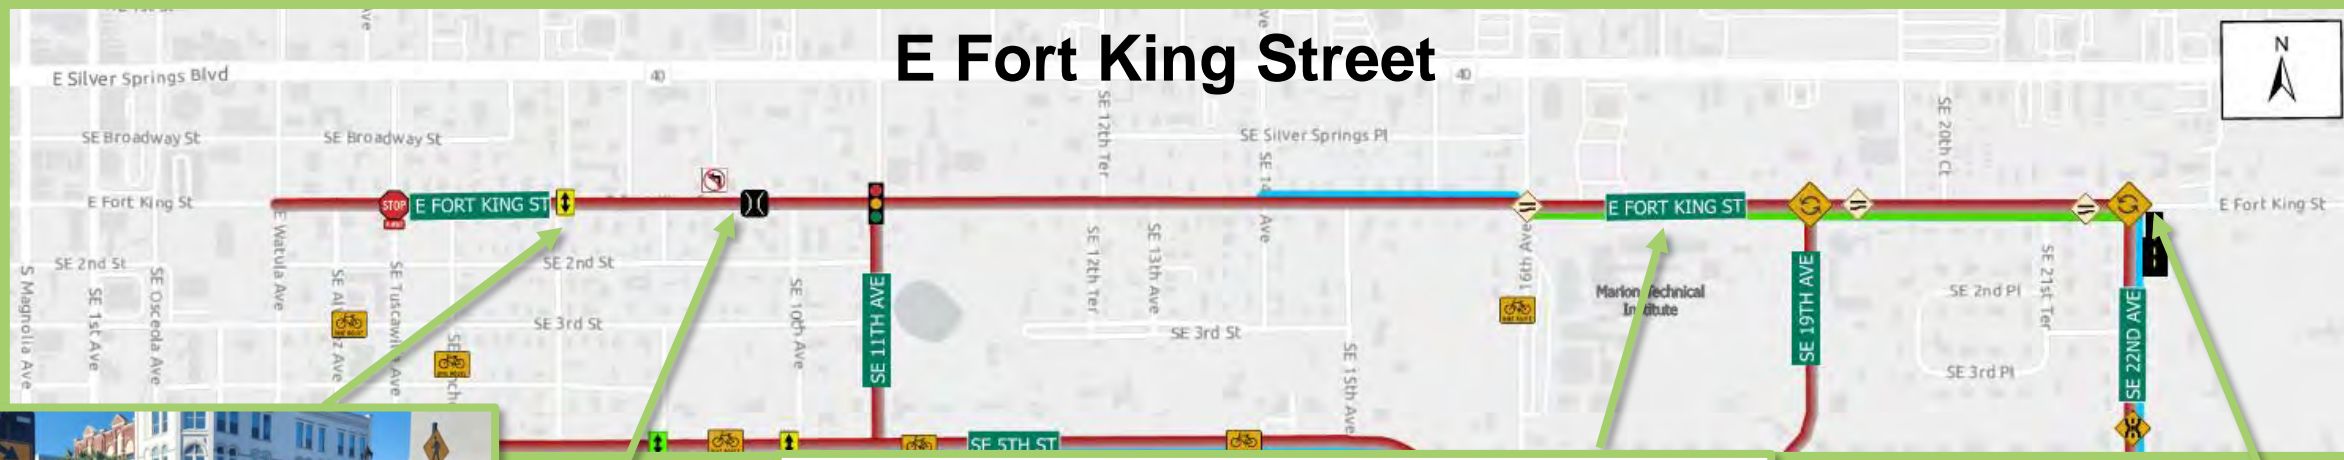 E Fort King Street
N
E Silver Springs Blvd
40
40
SE Broadway St
SE Broadway St
SE Silver Springs Pl
SE 12th Ter
SE 20th Ct
E Fort King St
STOP
E FORT KING ST
E FORT KING ST
E Fort King St
SE 14
Ave
E Watula Ave
SE 2nd St
SE 2nd St
S Magnolia Ave
SE 1st Ave
SE Osceola Ave
SE Tuscawilla Ave
SE 10th Ave
SE 11TH AVE
SE 12th Ter
SE 13th Ave
SE 3rd St
SE 3rd St
SE 15th Ave
16th Ave
Marion Technical
Institute
SE 19TH AVE
SE 2nd Pl
SE 21st Ter
SE 3rd Pl
SE 22ND AVE
SE 5TH ST